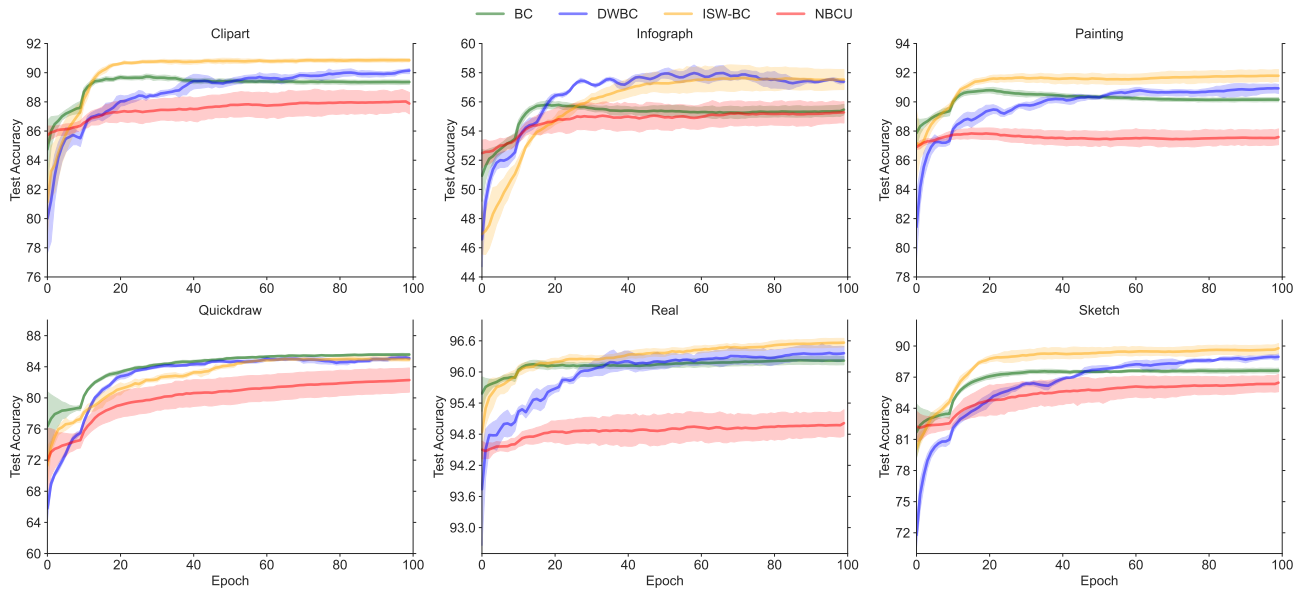 BC DWBC ISW-BC NBCU
Clipart
Test Accuracy
92
90
88
86
84
82
80
78
76
0 20 40 60 80 100
Infograph
Test Accuracy
60
58
56
54
52
50
48
46
44
0 20 40 60 80 100
Painting
Test Accuracy
94
92
90
88
86
84
82
80
78
0 20 40 60 80 100
Quickdraw
Test Accuracy
88
84
80
76
72
68
64
60
0 20 40 60 80 100
Epoch
Real
Test Accuracy
96.6
96.0
95.4
94.8
94.2
93.6
93.0
0 20 40 60 80 100
Epoch
Sketch
Test Accuracy
90
87
84
81
78
75
72
0 20 40 60 80 100
Epoch